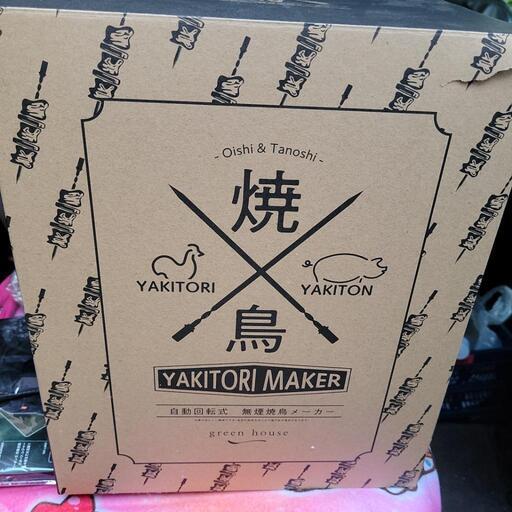 - Oishi & Tanoshi -
焼
YAKITORI
YAKITON
鳥
YAKITORI MAKER
自動回転式 無煙焼鳥メーカー
green house